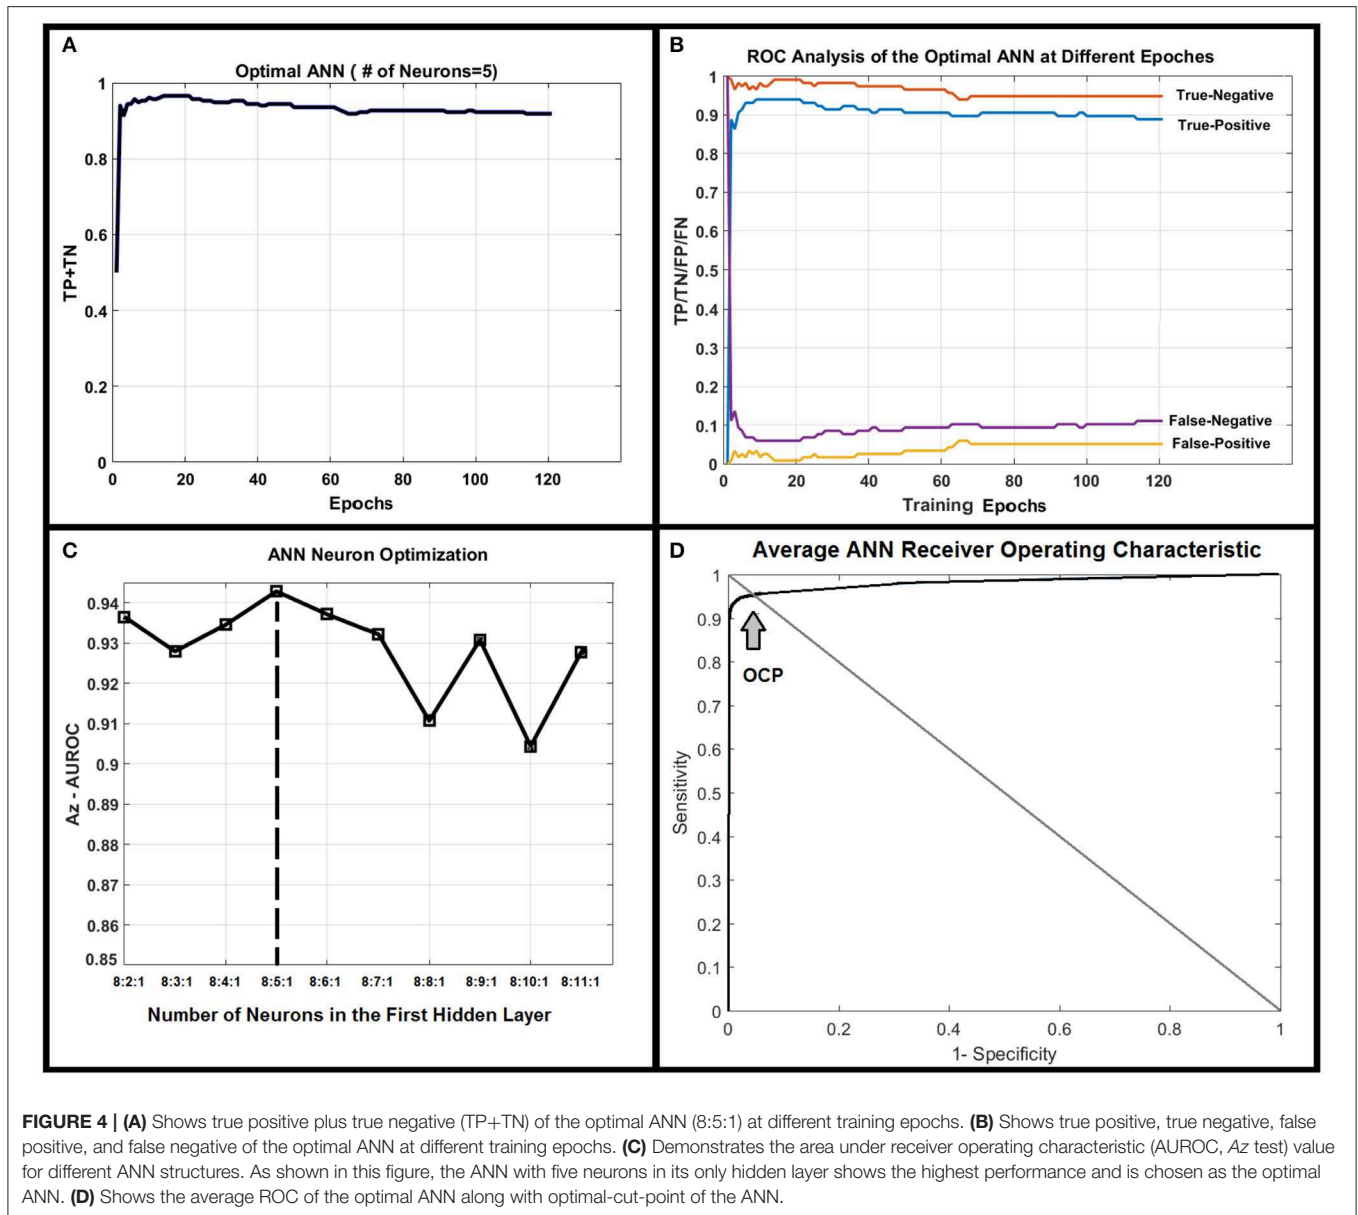 A
Optimal ANN ( # of Neurons=5)
1
0.8
0.6
0.4
0.2
0
TP+TN
0 20 40 60 80 100 120
Epochs
B
ROC Analysis of the Optimal ANN at Different Epoches
1
0.9
0.8
0.7
0.6
0.5
0.4
0.3
0.2
0.1
0
TP/TN/FP/FN
True-Negative
True-Positive
False-Negative
False-Positive
0 20 40 60 80 100 120
Training Epochs
C
ANN Neuron Optimization
0.94
0.93
0.92
0.91
0.9
0.89
0.88
0.87
0.86
0.85
Az - AUROC
8:2:1 8:3:1 8:4:1 8:5:1 8:6:1 8:7:1 8:8:1 8:9:1 8:10:1 8:11:1
Number of Neurons in the First Hidden Layer
D
Average ANN Receiver Operating Characteristic
1
0.9
0.8
0.7
0.6
0.5
0.4
0.3
0.2
0.1
0
Sensitivity
OCP
0 0.2 0.4 0.6 0.8 1
1- Specificity
FIGURE 4 | (A) Shows true positive plus true negative (TP+TN) of the optimal ANN (8:5:1) at different training epochs. (B) Shows true positive, true negative, false
positive, and false negative of the optimal ANN at different training epochs. (C) Demonstrates the area under receiver operating characteristic (AUROC, Az test) value
for different ANN structures. As shown in this figure, the ANN with five neurons in its only hidden layer shows the highest performance and is chosen as the optimal
ANN. (D) Shows the average ROC of the optimal ANN along with optimal-cut-point of the ANN.